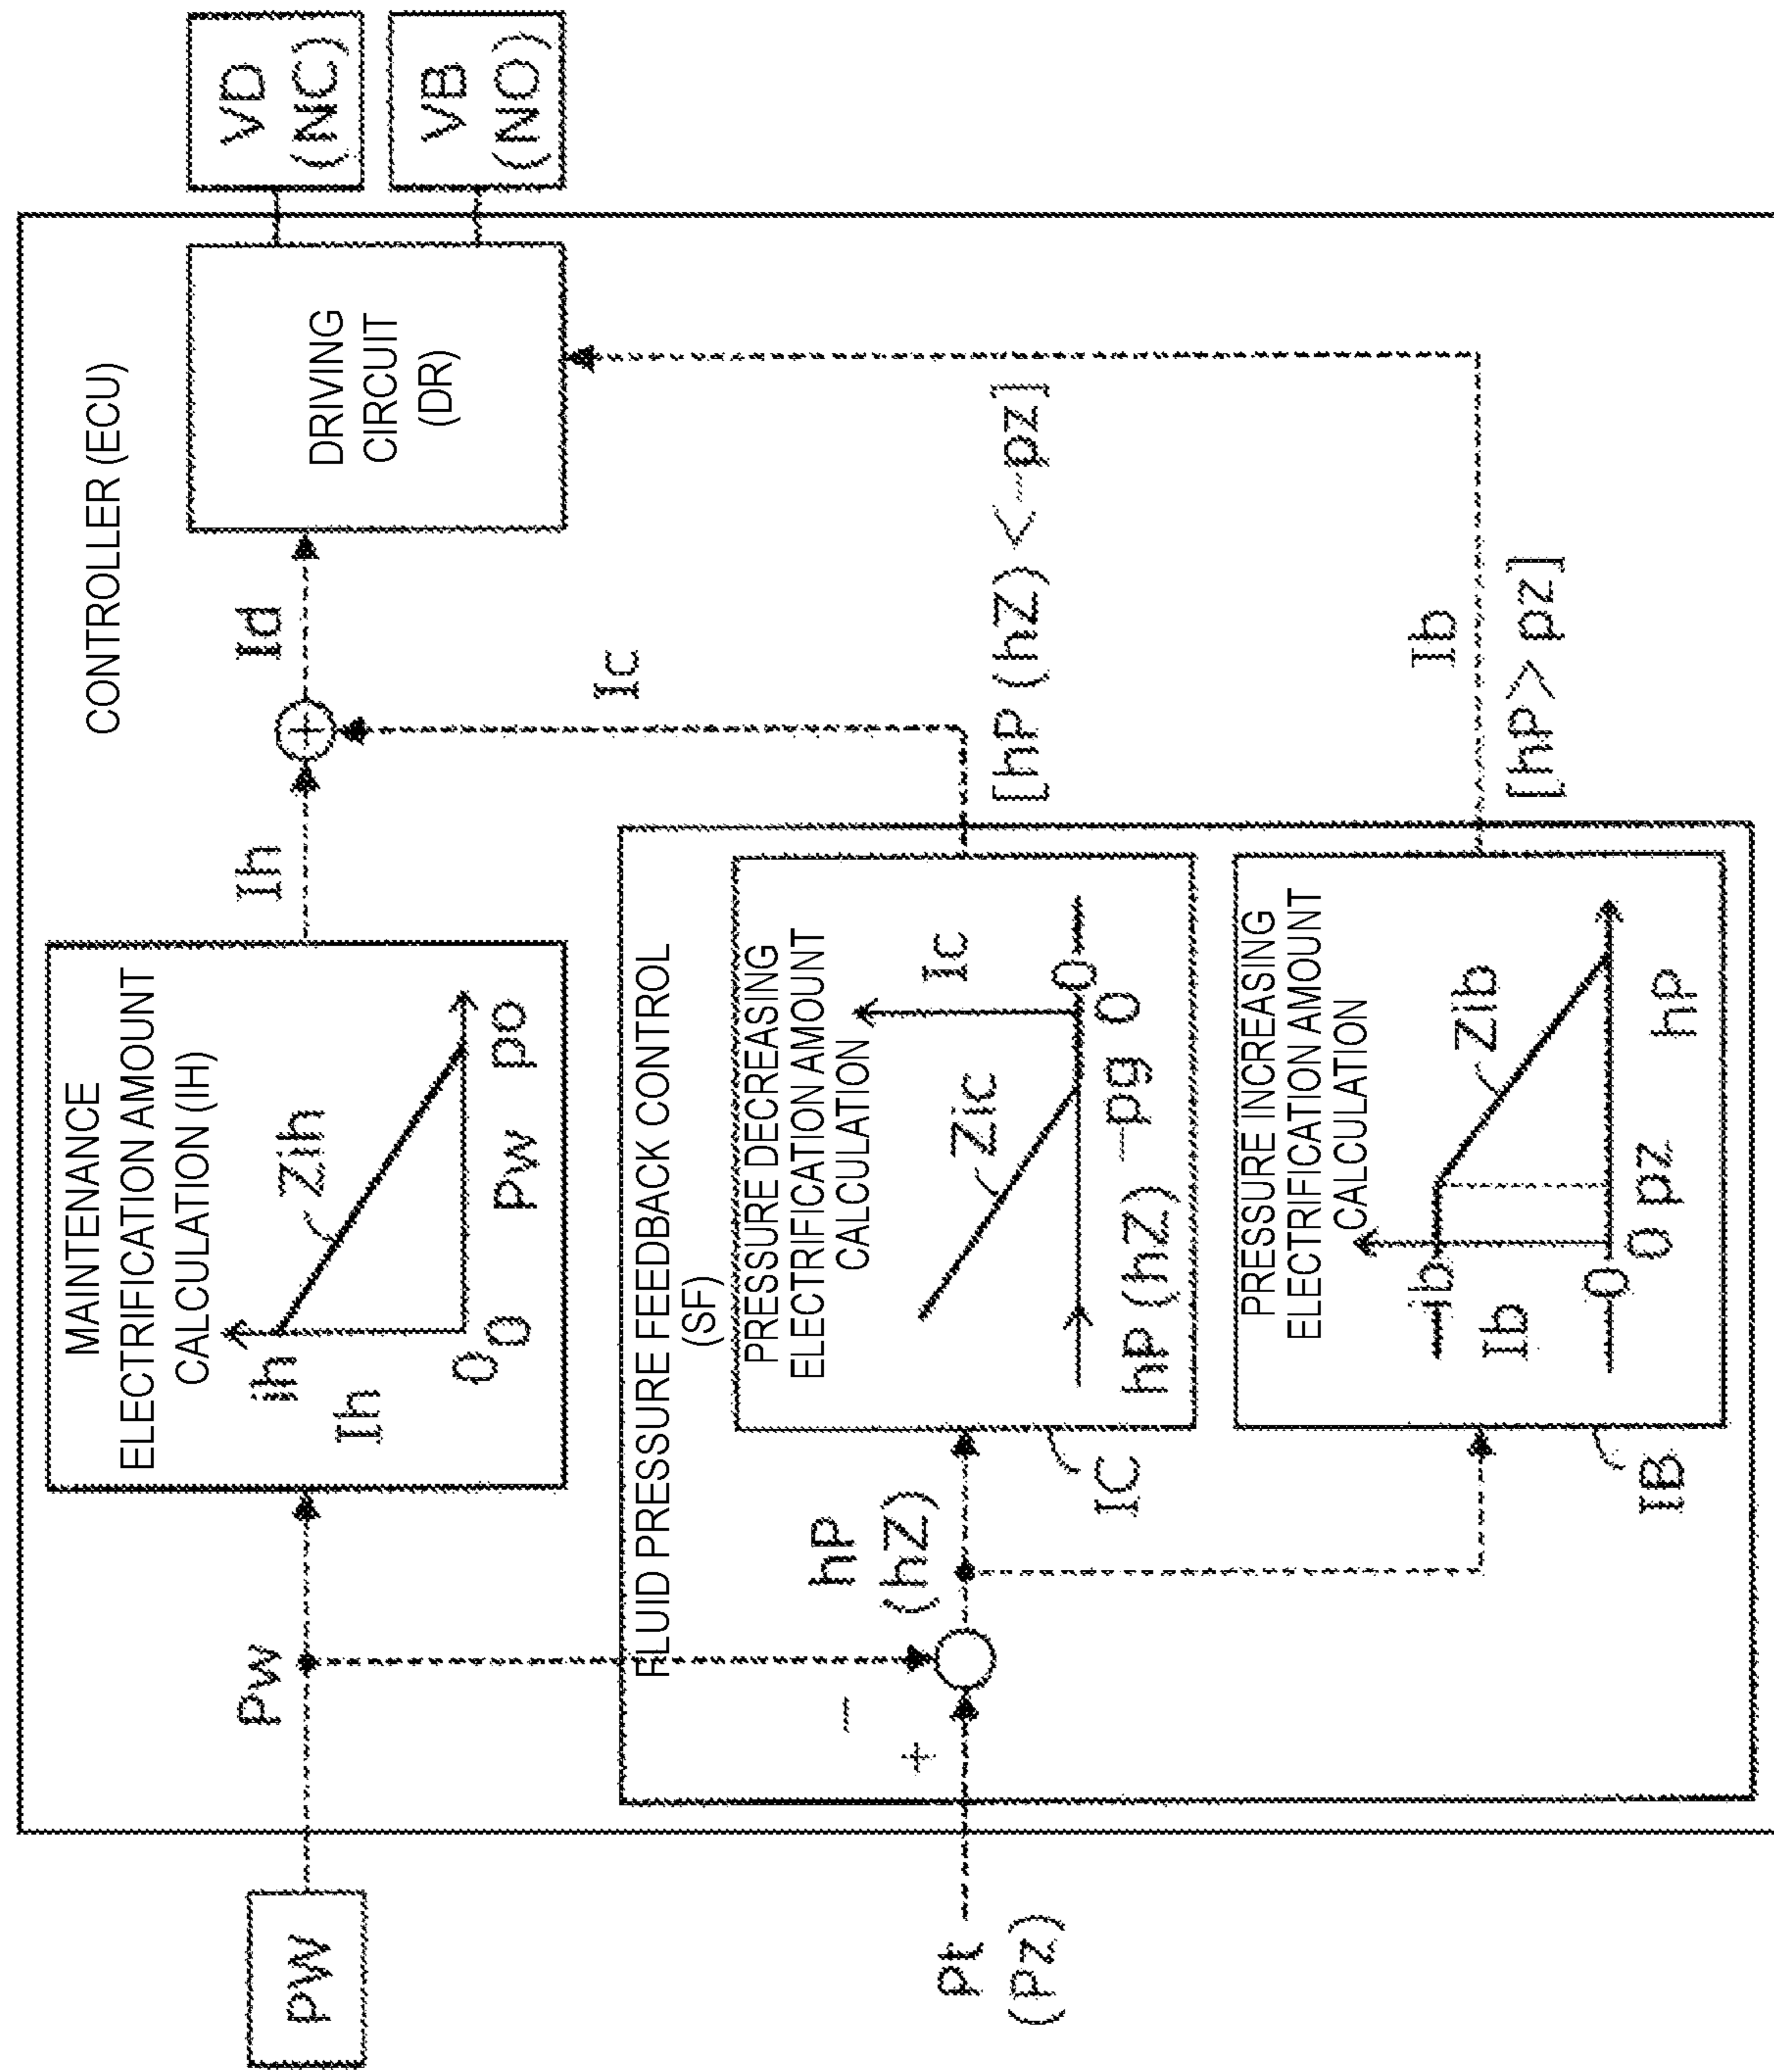 CONTROLLER (ECU)
PW
Pw
MAINTENANCE
ELECTRIFICATION AMOUNT
CALCULATION (IH)
ih
Ih
Zih
0
0
Pw
po
Ih
Id
DRIVING
CIRCUIT
(DR)
VD
(NC)
VB
(NO)
Ic
FLUID PRESSURE FEEDBACK CONTROL
(SF)
Pt
(Pz)
+
−
hP
(hZ)
PRESSURE DECREASING
ELECTRIFICATION AMOUNT
CALCULATION
Ic
Zic
0
hP (hZ)
-pg
0
IC
[hP (hZ) <-pz]
PRESSURE INCREASING
ELECTRIFICATION AMOUNT
CALCULATION
ib
Ib
Zib
0
0
pz
hP
IB
Ib
[hP> pz]